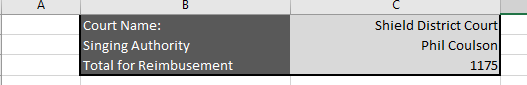 A B C
Court Name: Shield District Court
Singing Authority Phil Coulson
Total for Reimbusement 1175